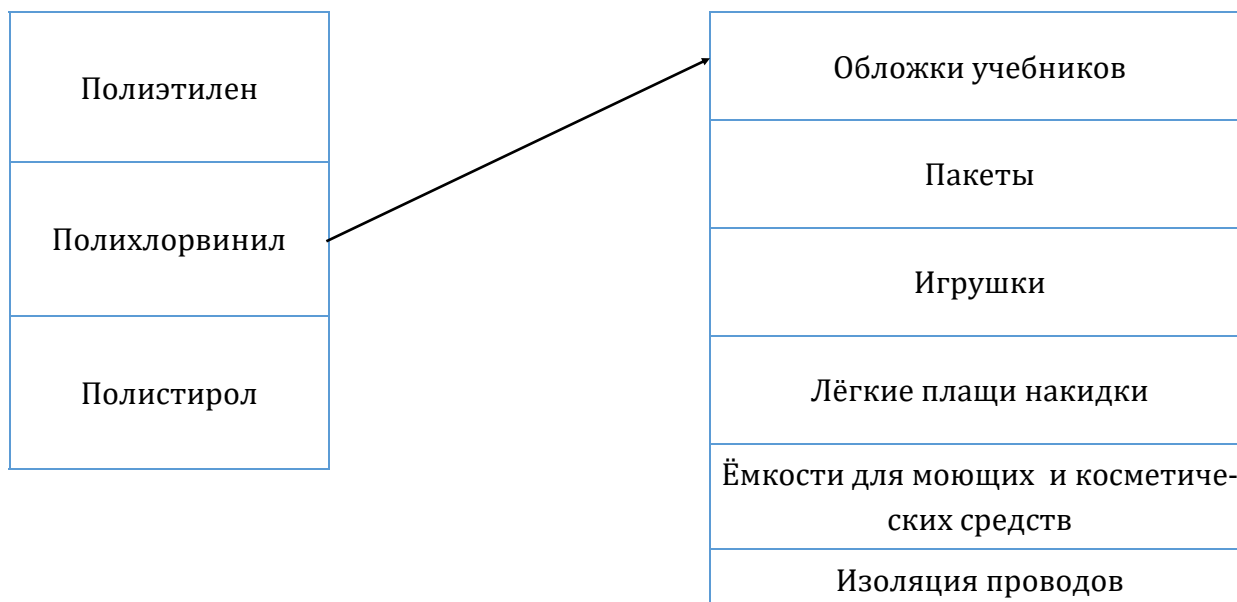 Полиэтилен
Полихлорвинил
Полистирол
Обложки учебников
Пакеты
Игрушки
Лёгкие плащи накидки
Ёмкости для моющих и косметиче-
ских средств
Изоляция проводов